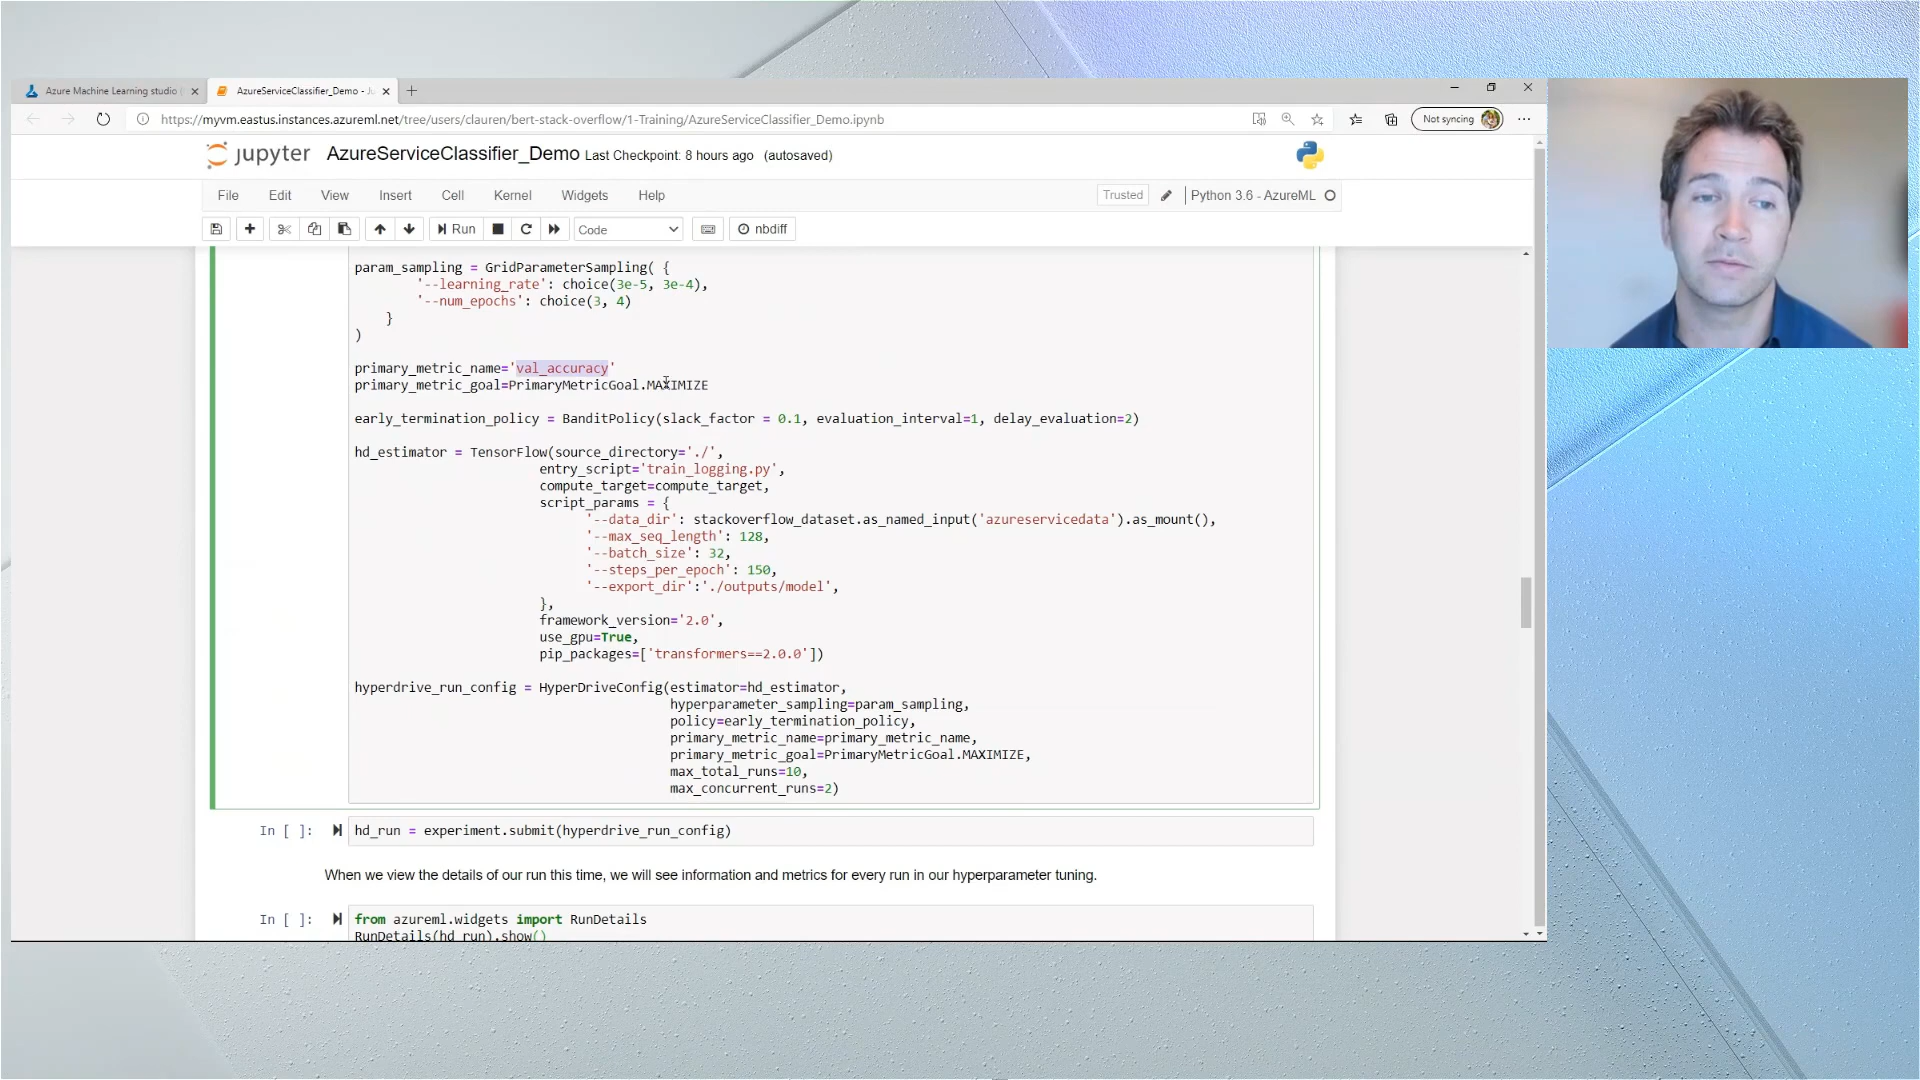 Azure Machine Learning studio
AzureServiceClassifier_Demo - Ju
https://myvm.eastus.instances.azureml.net/tree/users/clauren/bert-stack-overflow/1-Training/AzureServiceClassifier_Demo.ipynb
Not syncing
jupyter AzureServiceClassifier_Demo Last Checkpoint: 8 hours ago (autosaved)
File Edit View Insert Cell Kernel Widgets Help
Trusted Python 3.6 - AzureML
Run Code nbdiff
param_sampling = GridParameterSampling( {
'--learning_rate': choice(3e-5, 3e-4),
'--num_epochs': choice(3, 4)
}
)
primary_metric_name='val_accuracy'
primary_metric_goal=PrimaryMetricGoal.MAXIMIZE
early_termination_policy = BanditPolicy(slack_factor = 0.1, evaluation_interval=1, delay_evaluation=2)
hd_estimator = TensorFlow(source_directory='./',
entry_script='train_logging.py',
compute_target=compute_target,
script_params = {
'--data_dir': stackoverflow_dataset.as_named_input('azureservicedata').as_mount(),
'--max_seq_length': 128,
'--batch_size': 32,
'--steps_per_epoch': 150,
'--export_dir':'./outputs/model',
},
framework_version='2.0',
use_gpu=True,
pip_packages=['transformers==2.0.0'])
hyperdrive_run_config = HyperDriveConfig(estimator=hd_estimator,
hyperparameter_sampling=param_sampling,
policy=early_termination_policy,
primary_metric_name=primary_metric_name,
primary_metric_goal=PrimaryMetricGoal.MAXIMIZE,
max_total_runs=10,
max_concurrent_runs=2)
In [ ]: hd_run = experiment.submit(hyperdrive_run_config)
When we view the details of our run this time, we will see information and metrics for every run in our hyperparameter tuning.
In [ ]: from azureml.widgets import RunDetails
RunDetails(hd_run).show()